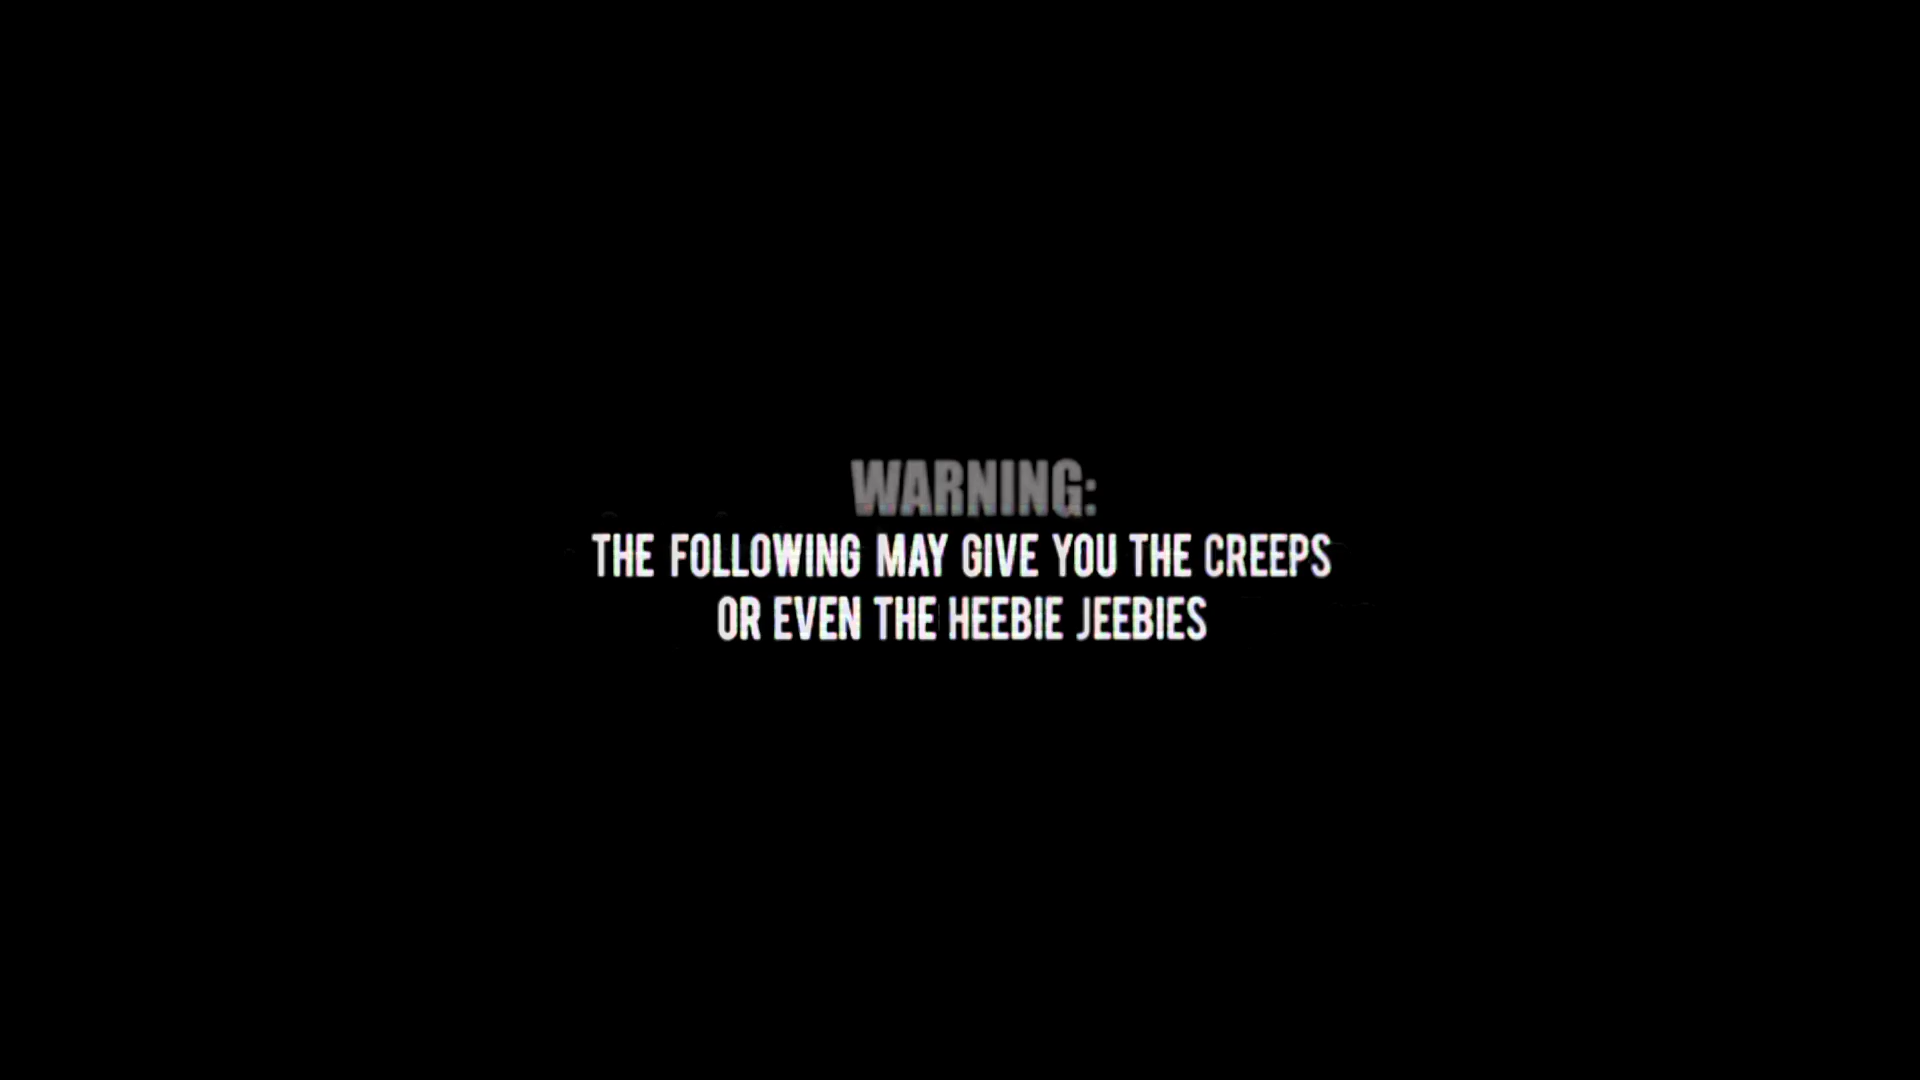 WARNING:
THE FOLLOWING MAY GIVE YOU THE CREEPS
OR EVEN THE HEEBIE JEEBIES